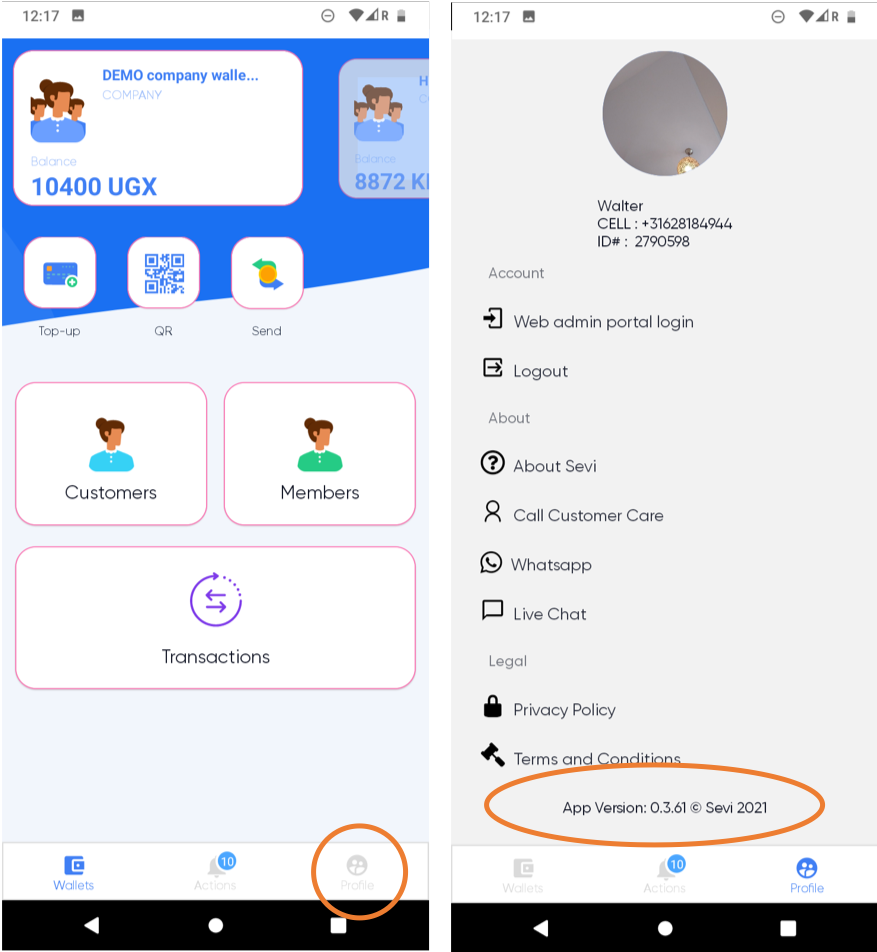 12:17
R
DEMO company walle...
COMPANY
Balance
10400 UGX
H
Balance
8872 K
Top-up
QR
Send
Customers
Members
Transactions
10
Wallets
Actions
Profile
12:17
R
Walter
CELL : +31628184944
ID# : 2790598
Account
Web admin portal login
Logout
About
About Sevi
Call Customer Care
Whatsapp
Live Chat
Legal
Privacy Policy
Terms and Conditions
App Version: 0.3.61 © Sevi 2021
10
Wallets
Actions
Profile